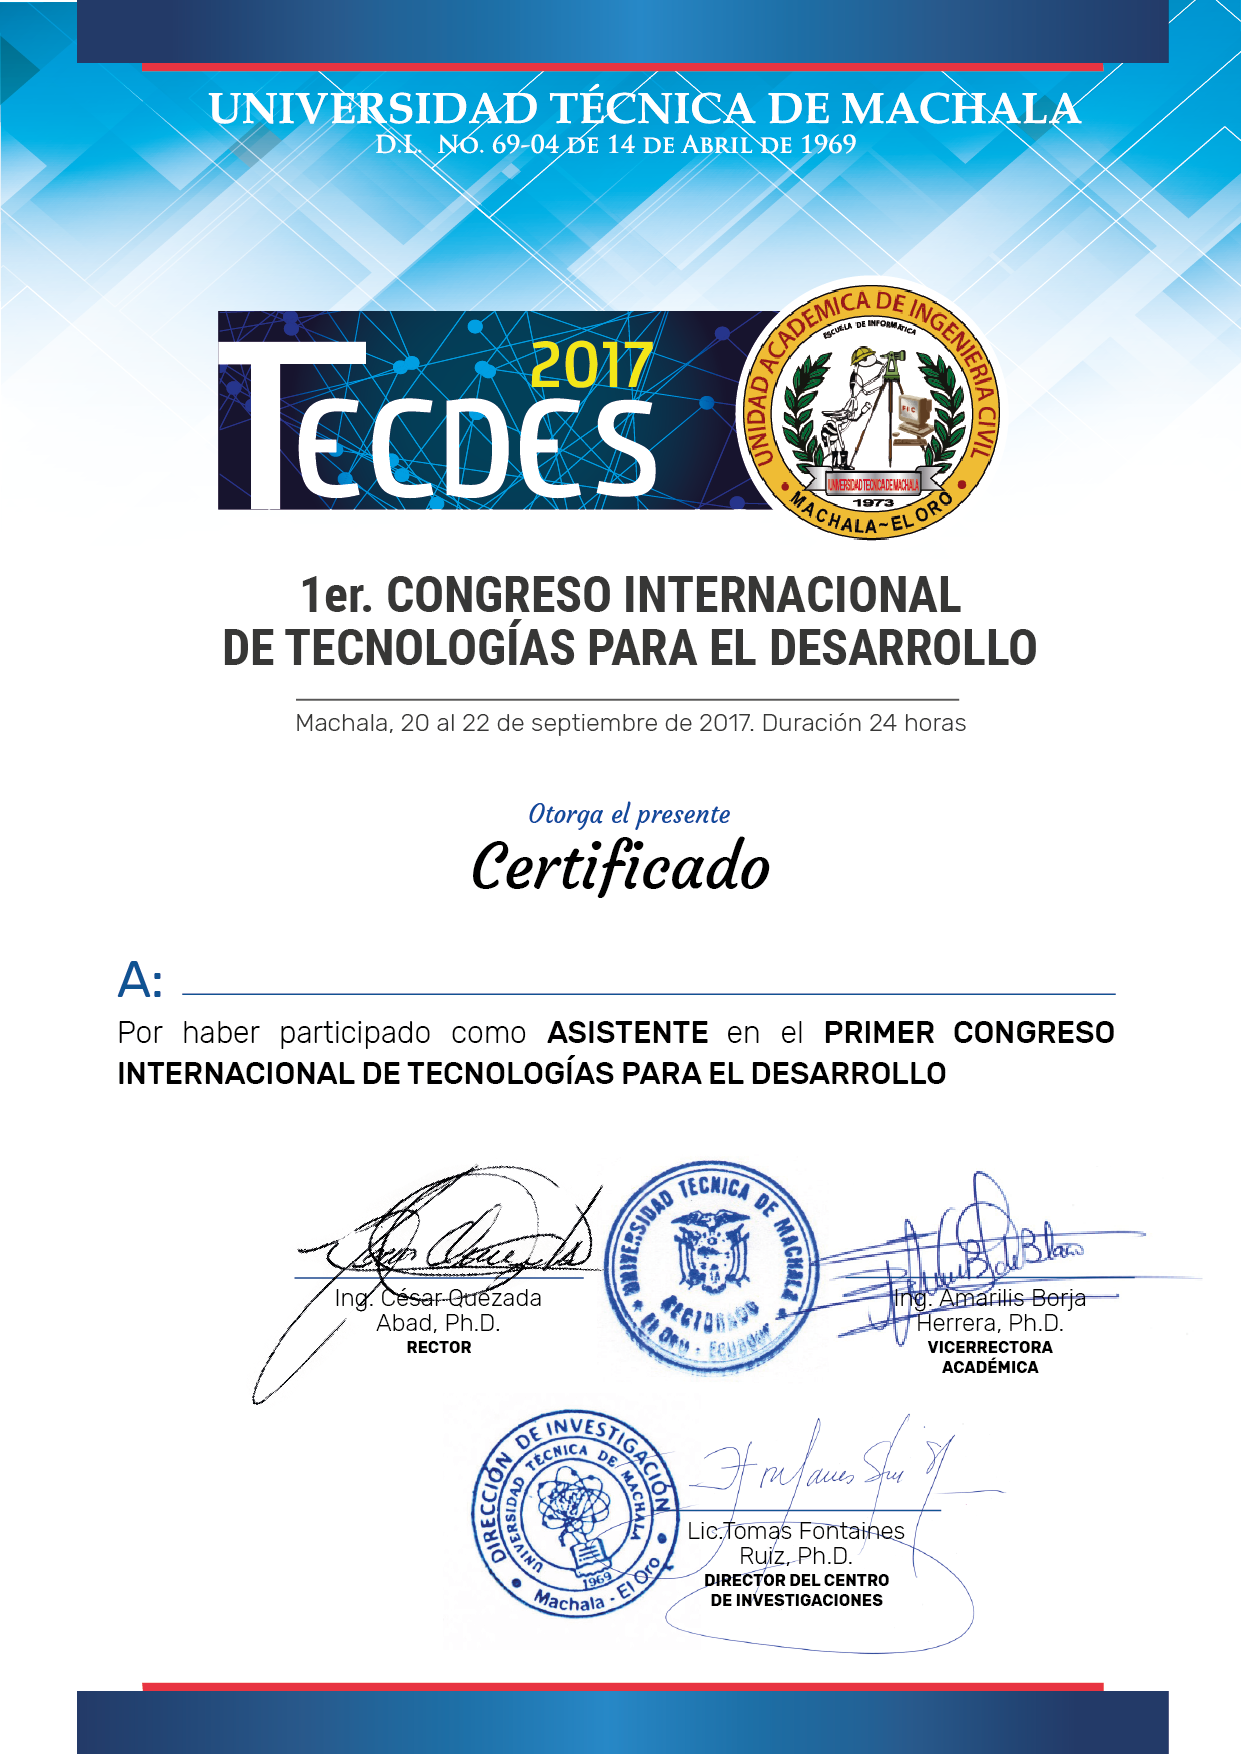 UNIVERSIDAD TÉCNICA DE MACHALA
D.L. No. 69-04 DE 14 DE ABRIL DE 1969
2017
TECDES
UNIDAD ACADEMICA DE INGENIERIA CIVIL
ESCUELA DE INFORMATICA
UNIVERSIDAD TECNICA DE MACHALA
1973
MACHALA~EL ORO
1er. CONGRESO INTERNACIONAL
DE TECNOLOGÍAS PARA EL DESARROLLO
Machala, 20 al 22 de septiembre de 2017. Duración 24 horas
Otorga el presente
Certificado
A:
Por haber participado como ASISTENTE en el PRIMER CONGRESO
INTERNACIONAL DE TECNOLOGÍAS PARA EL DESARROLLO
UNIVERSIDAD TECNICA DE MACHALA
RECTORADO
El Oro - Ecuador
Ing. César Quezada
Abad, Ph.D.
RECTOR
Ing. Amarilis Borja
Herrera, Ph.D.
VICERRECTORA
ACADÉMICA
DIRECCIÓN DE INVESTIGACIÓN
UNIVERSIDAD TÉCNICA DE MACHALA
1969
Machala - El Oro
Lic.Tomas Fontaines
Ruiz, Ph.D.
DIRECTOR DEL CENTRO
DE INVESTIGACIONES